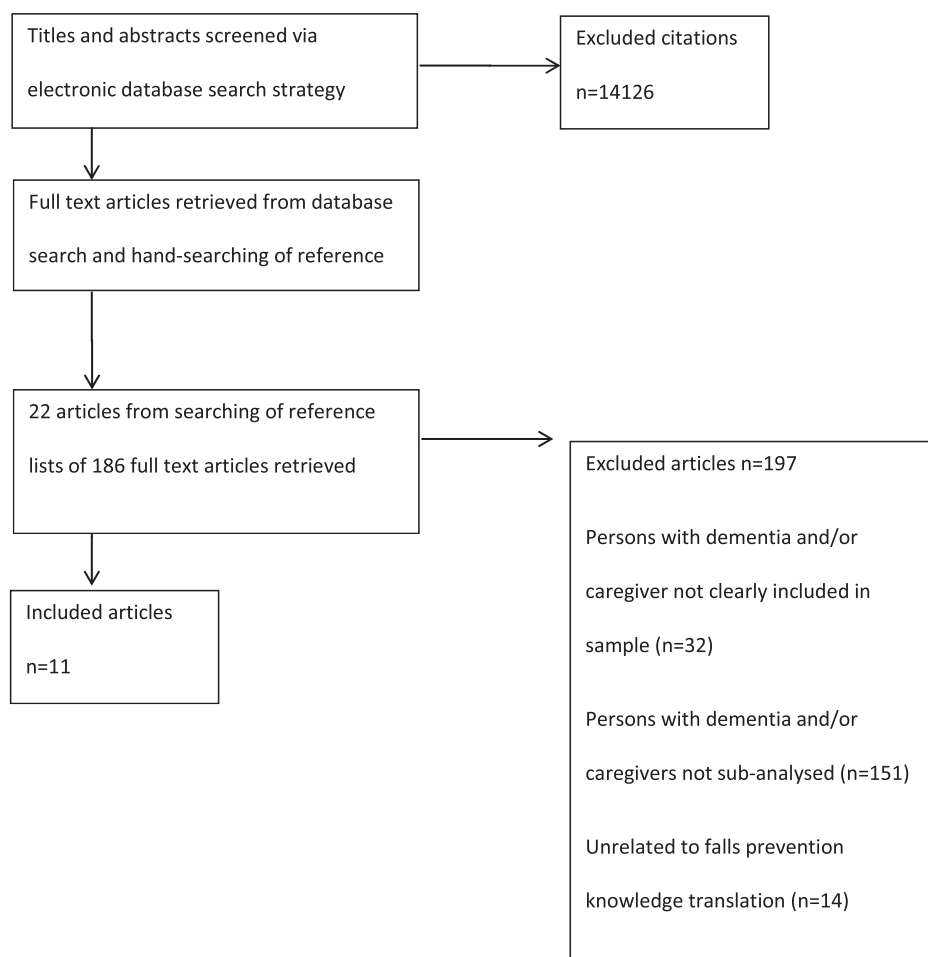 Titles and abstracts screened via
electronic database search strategy
Excluded citations
n=14126
Full text articles retrieved from database
search and hand-searching of reference
22 articles from searching of reference
lists of 186 full text articles retrieved
Excluded articles n=197
Persons with dementia and/or
caregiver not clearly included in
sample (n=32)
Persons with dementia and/or
caregivers not sub-analysed (n=151)
Unrelated to falls prevention
knowledge translation (n=14)
Included articles
n=11